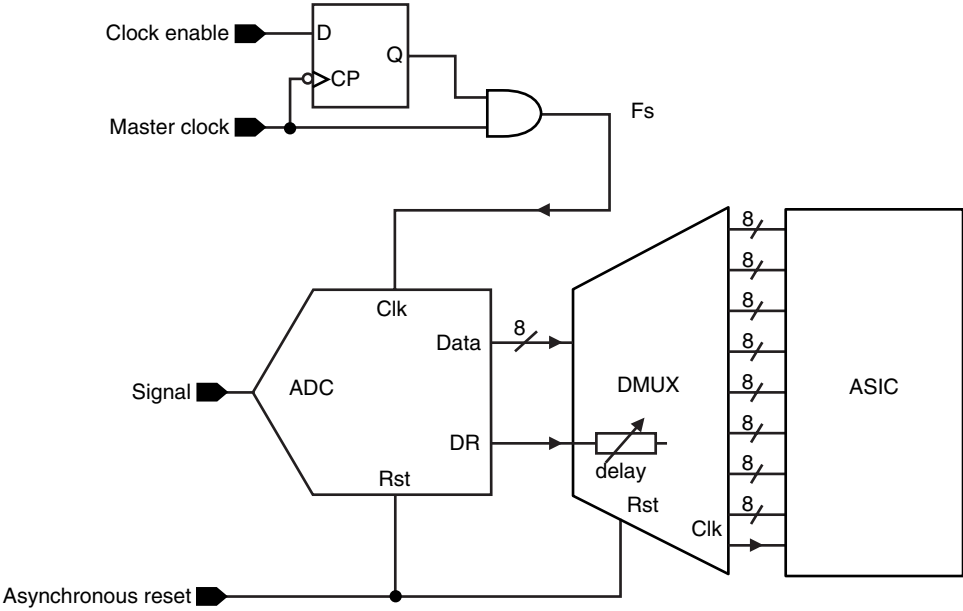 Clock enable
D
Q
CP
Master clock
Fs
Clk
Data
8
Signal
ADC
DR
Rst
DMUX
delay
Rst
Clk
8
8
8
8
8
8
8
8
ASIC
Asynchronous reset